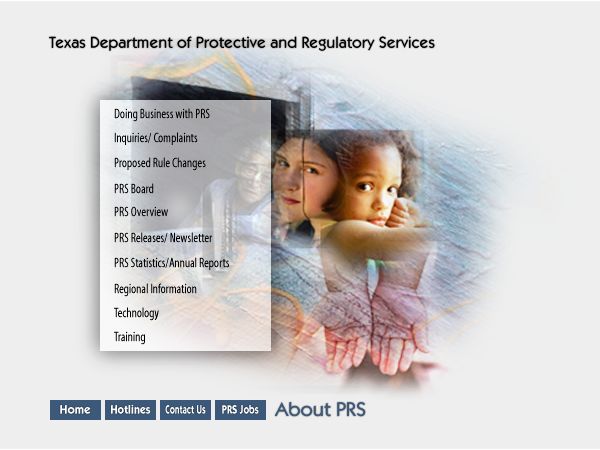 Texas Department of Protective and Regulatory Services
Doing Business with PRS
Inquiries/ Complaints
Proposed Rule Changes
PRS Board
PRS Overview
PRS Releases/ Newsletter
PRS Statistics/Annual Reports
Regional Information
Technology
Training
Home
Hotlines
Contact Us
PRS Jobs
About PRS